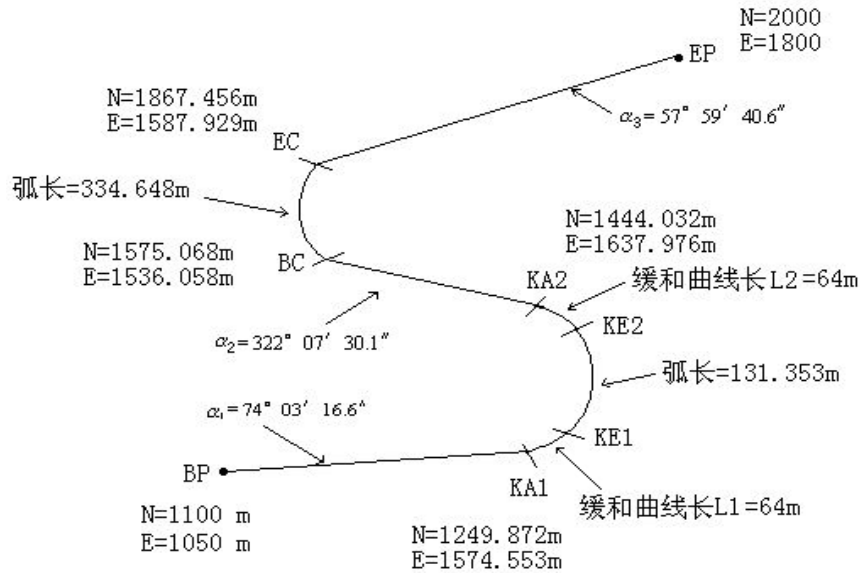 N=2000
E=1800
EP
N=1867.456m
E=1587.929m
EC
α₃=57° 59′ 40.6″
弧长=334.648m
N=1444.032m
E=1637.976m
N=1575.068m
E=1536.058m
BC
KA2
缓和曲线长L2=64m
KE2
α₂=322° 07′ 30.1″
弧长=131.353m
α₁=74° 03′ 16.6″
KE1
BP
KA1
缓和曲线长L1=64m
N=1100 m
E=1050 m
N=1249.872m
E=1574.553m